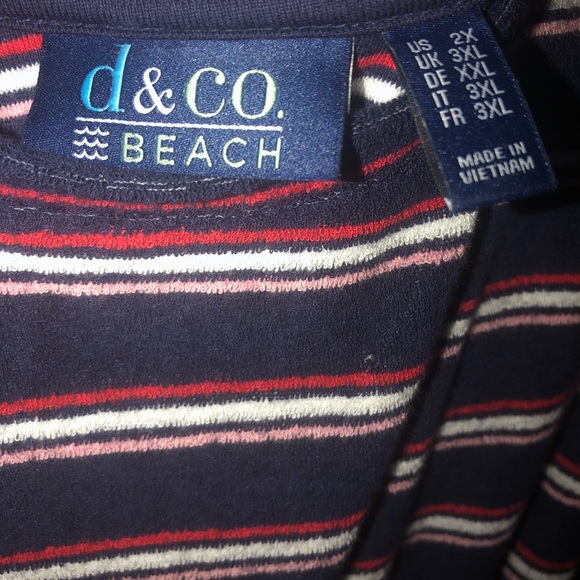 d&co.
BEACH
US 2X
UK 3XL
DE XXL
IT 3XL
FR 3XL
MADE IN
VIETNAM